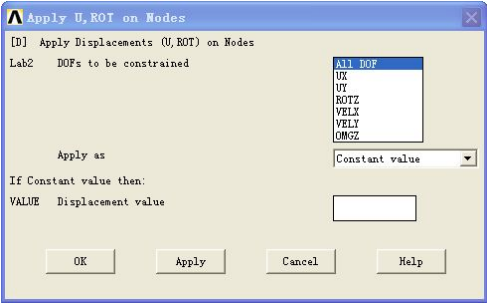 Apply U,ROT on Nodes
[D] Apply Displacements (U,ROT) on Nodes
Lab2 DOFs to be constrained
All DOF
UX
UY
ROTZ
VELX
VELY
OMGZ
Apply as Constant value
If Constant value then:
VALUE Displacement value
OK Apply Cancel Help